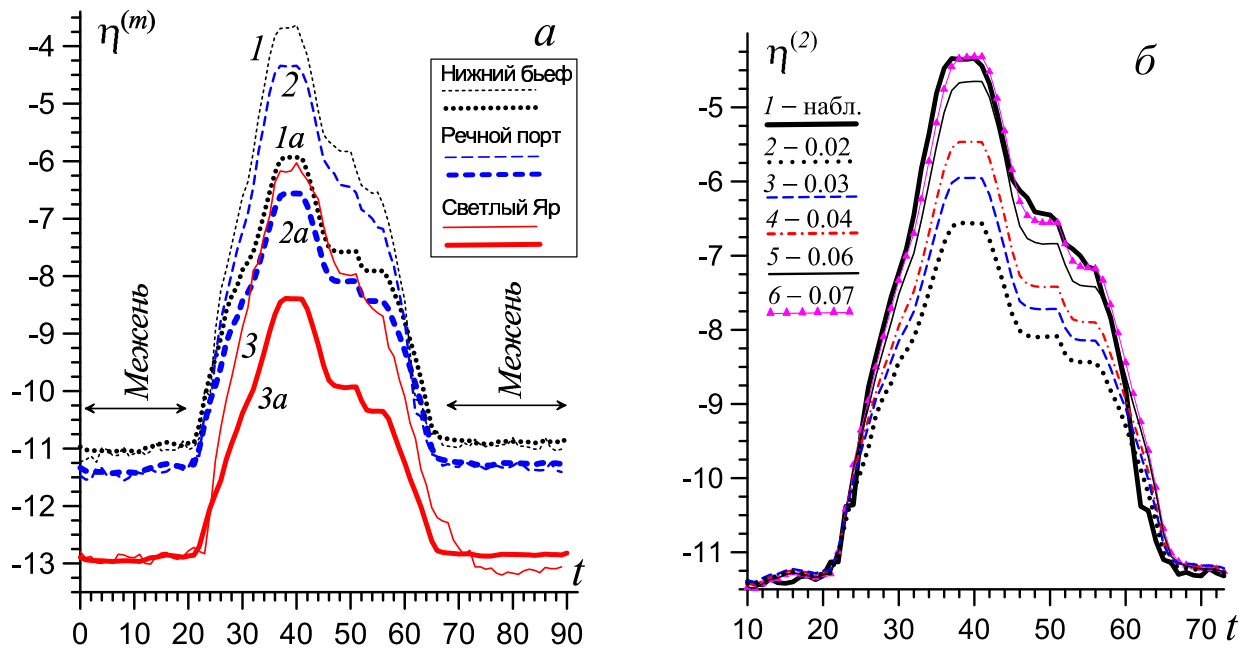 η(m)
а
-4
-5
-6
-7
-8
-9
-10
-11
-12
-13
1
2
1а
2а
3
3а
Нижний бьеф
Речной порт
Светлый Яр
Межень
Межень
0 10 20 30 40 50 60 70 80 90
t
η(2)
б
-5
-6
-7
-8
-9
-10
-11
1 – набл.
2 – 0.02
3 – 0.03
4 – 0.04
5 – 0.06
6 – 0.07
10 20 30 40 50 60 70
t